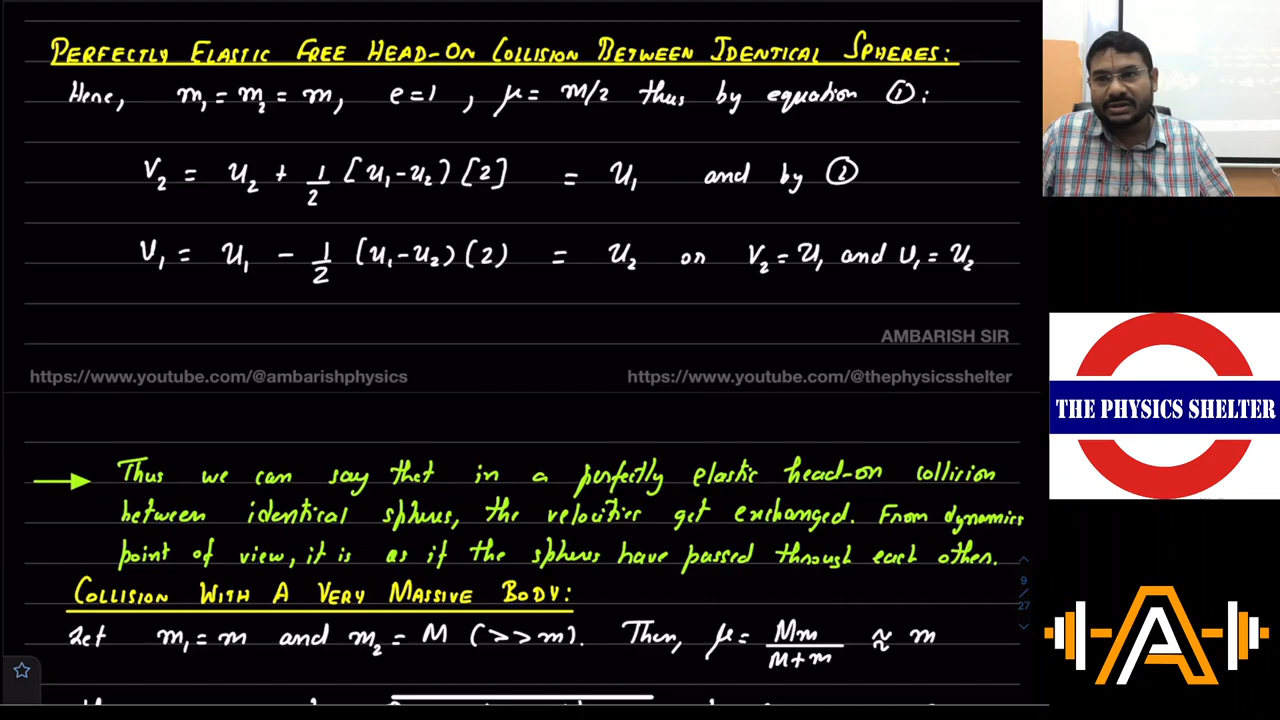 PERFECTLY ELASTIC FREE HEAD-ON COLLISION BETWEEN IDENTICAL SPHERES:
Here, m₁ = m₂ = m, e=1 , μ = m/2 thus by equation ①:
V₂ = u₂ + 1/2 [u₁-u₂) [2] = u₁ and by ②
V₁ = u₁ - 1/2 (u₁-u₂) (2) = u₂ or V₂ = u₁ and V₁ = u₂
AMBARISH SIR
https://www.youtube.com/@ambarishphysics https://www.youtube.com/@thephysicsshelter
THE PHYSICS SHELTER
→ Thus we can say that in a perfectly elastic head-on collision
between identical spheres, the velocities get exchanged. From dynamics
point of view, it is as if the spheres have passed through each other.
9
/
27
COLLISION WITH A VERY MASSIVE BODY:
Let m₁ = m and m₂ = M (>>m). Then, μ = Mm/M+m ≈ m
A